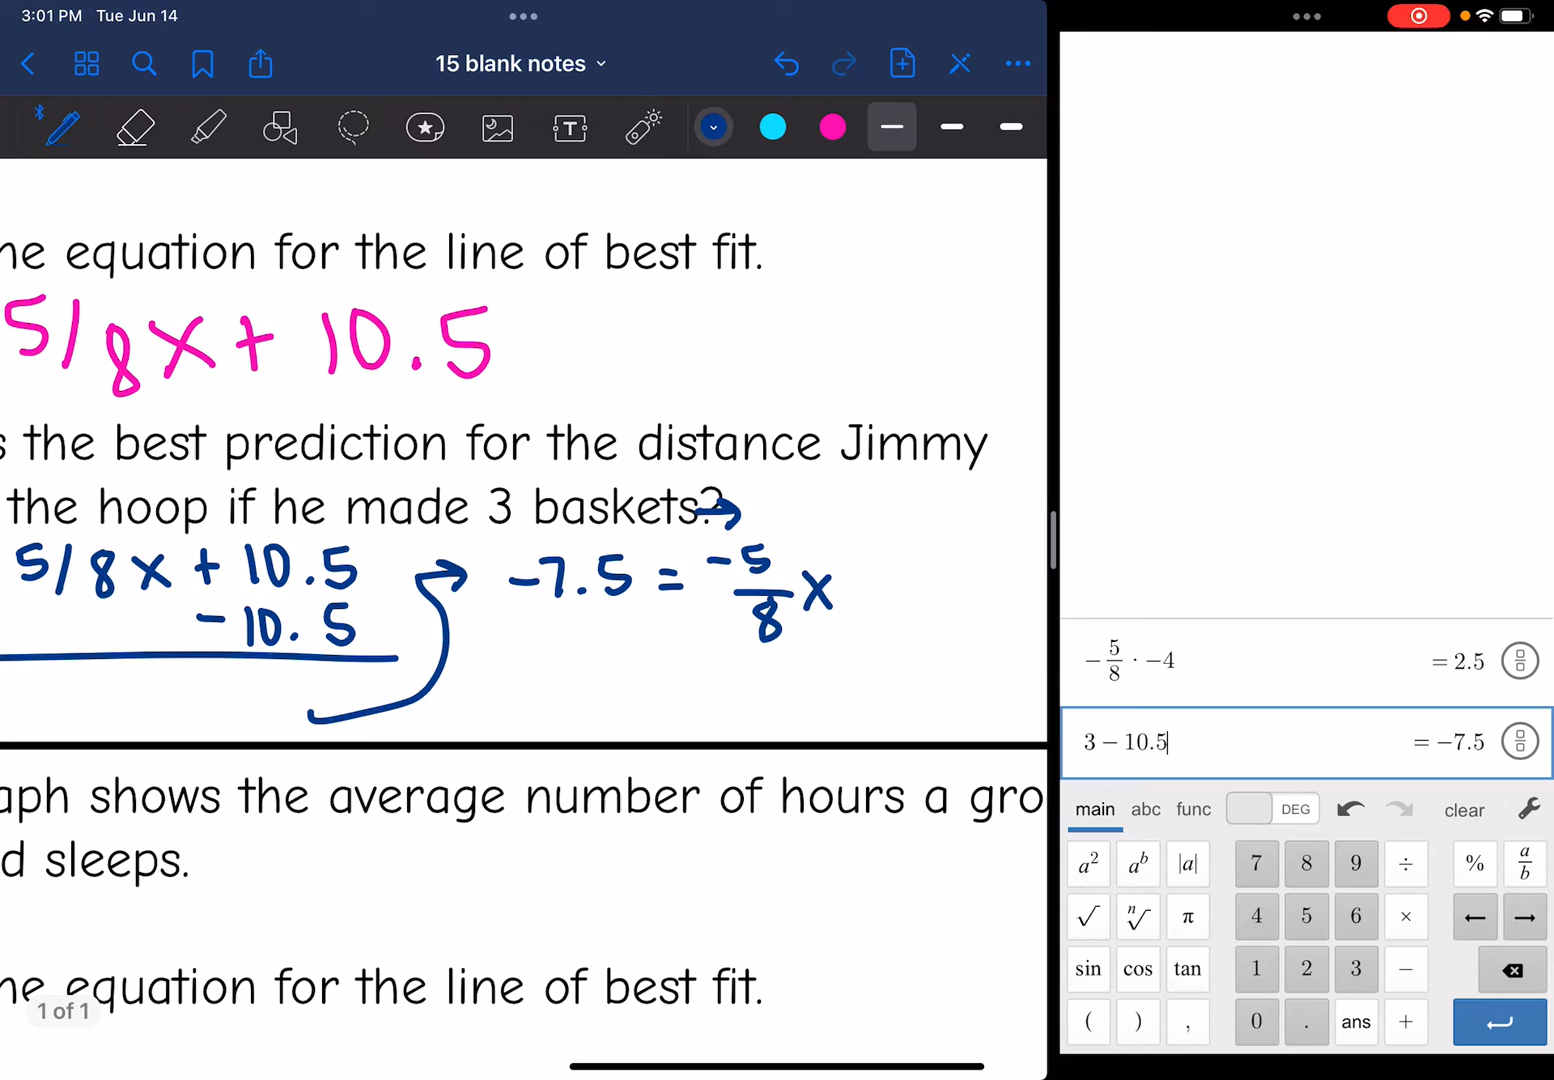 3:01 PM Tue Jun 14
15 blank notes
T
ne equation for the line of best fit.
5/8x + 10.5
s the best prediction for the distance Jimmy
the hoop if he made 3 baskets?
5/8x + 10.5
-10.5
-7.5 = -5/8 x
aph shows the average number of hours a gro
d sleeps.
ne equation for the line of best fit.
1 of 1
−5/8 · −4 = 2.5
3 − 10.5 = −7.5
main abc func DEG clear
a² aᵇ |a| 7 8 9 ÷ % a/b
√ ⁿ√ π 4 5 6 × ← →
sin cos tan 1 2 3 −
( ) , 0 . ans +